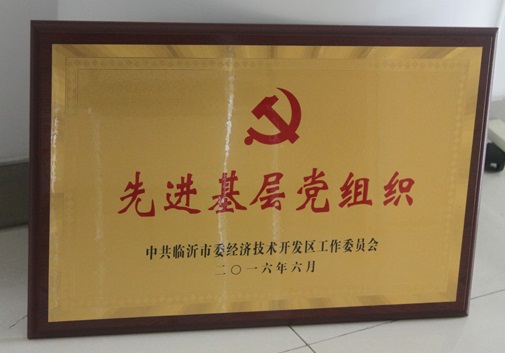 先进基层党组织
中共临沂市委经济技术开发区工作委员会
二〇一六年六月